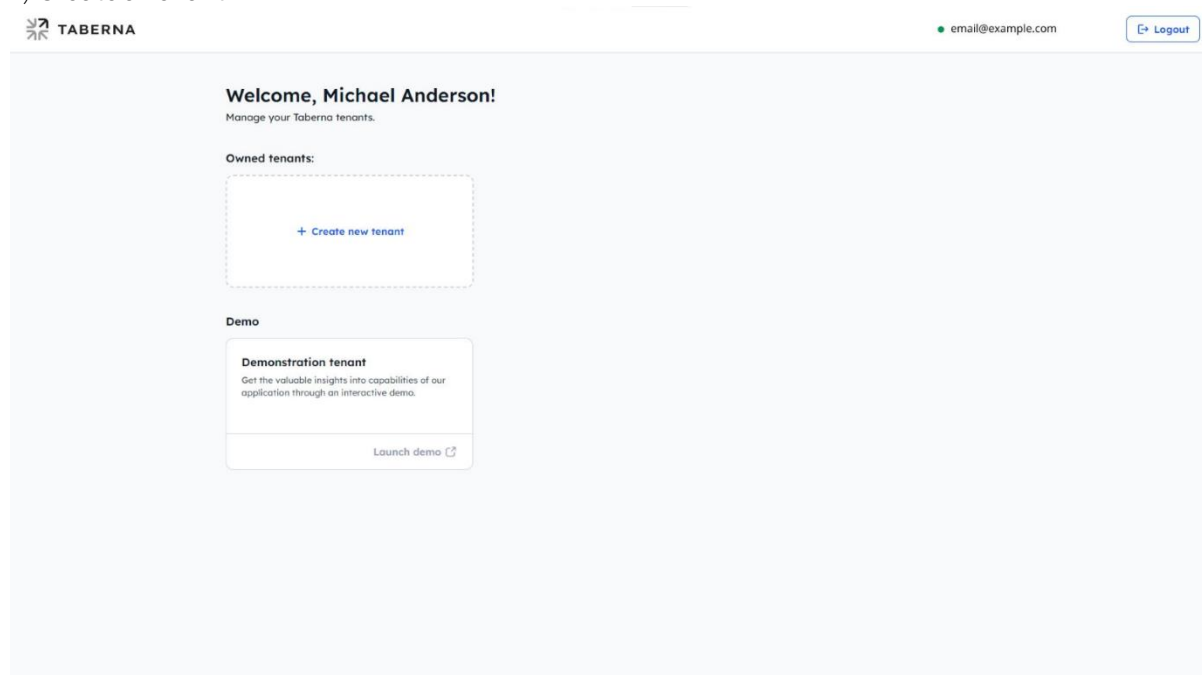 TABERNA
email@example.com
Logout
Welcome, Michael Anderson!
Manage your Taberna tenants.
Owned tenants:
+ Create new tenant
Demo
Demonstration tenant
Get the valuable insights into capabilities of our
application through an interactive demo.
Launch demo